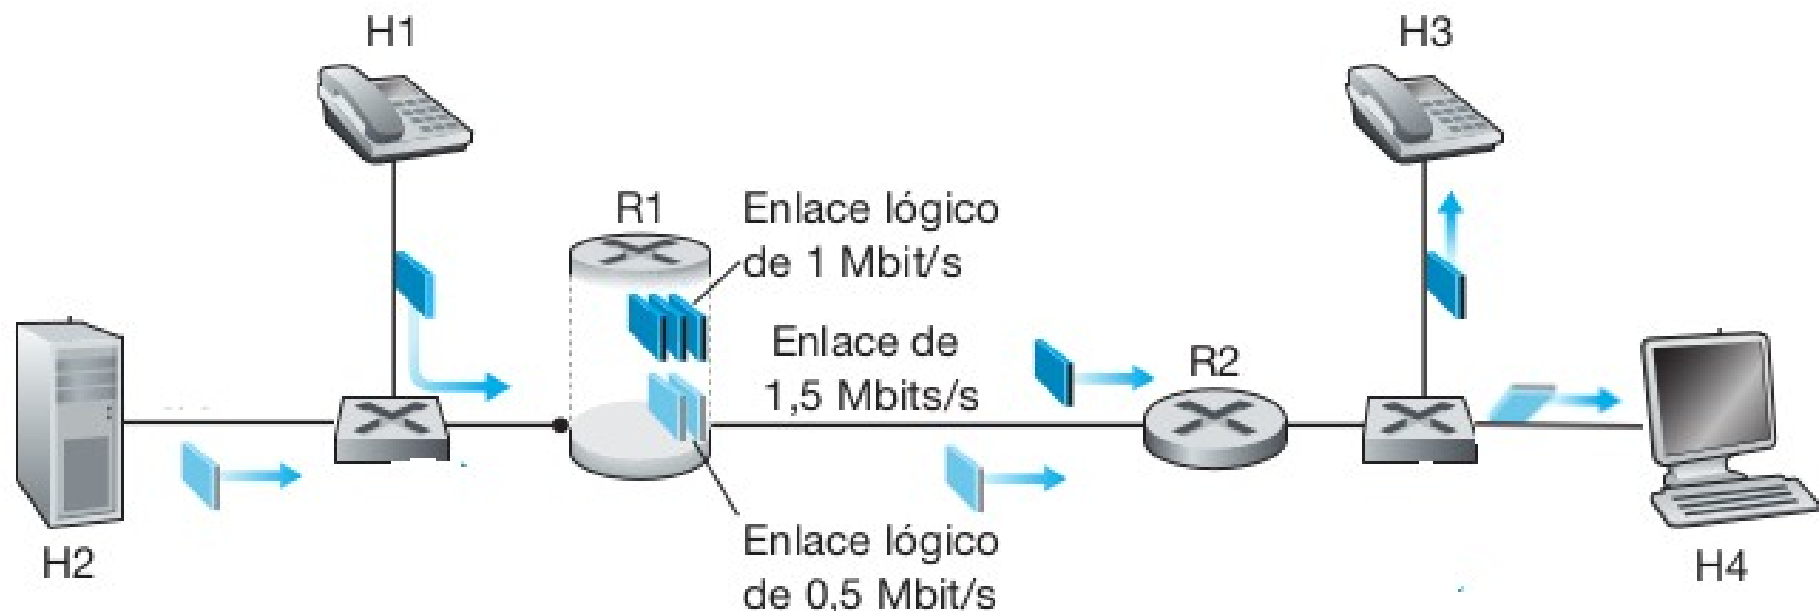 H1
H3
R1
Enlace lógico
de 1 Mbit/s
Enlace de
1,5 Mbits/s
R2
H2
Enlace lógico
de 0,5 Mbit/s
H4